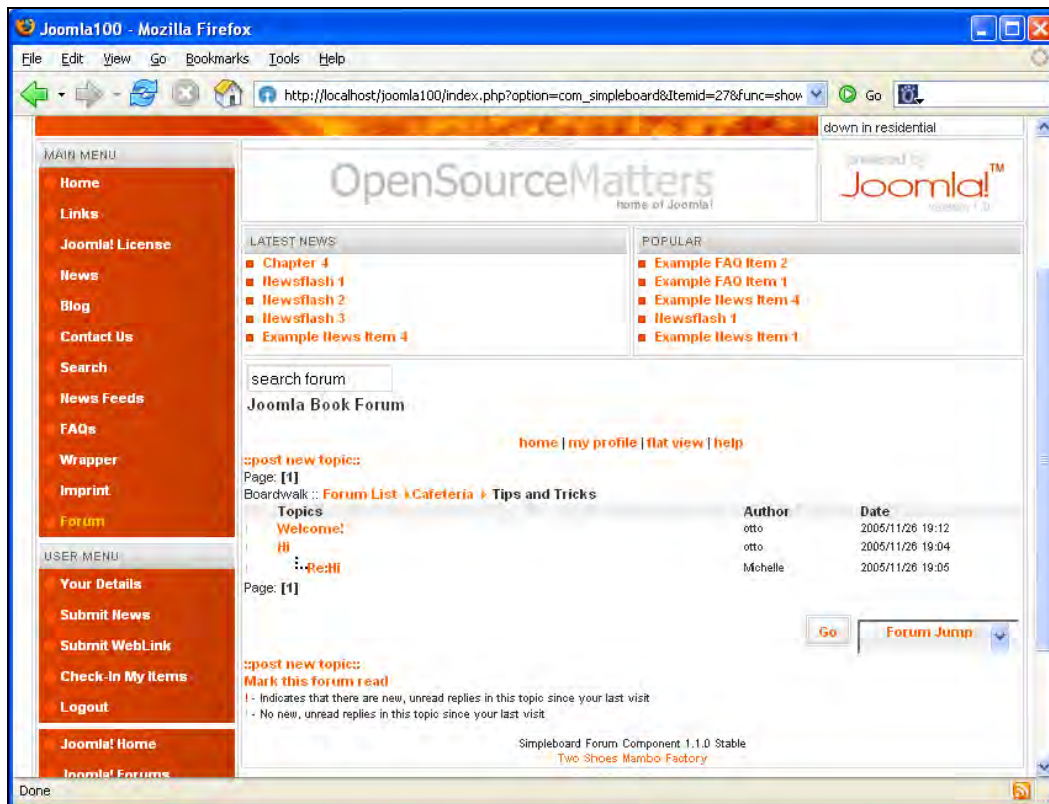 Joomla100 - Mozilla Firefox
File Edit View Go Bookmarks Tools Help
http://localhost/joomla100/index.php?option=com_simpleboard&Itemid=27&func=show
Go
down in residential
MAIN MENU
Home
Links
Joomla! License
News
Blog
Contact Us
Search
News Feeds
FAQs
Wrapper
Imprint
Forum
USER MENU
Your Details
Submit News
Submit WebLink
Check-In My Items
Logout
Joomla! Home
Joomla! Forums
OpenSourceMatters
home of Joomla!
powered by
Joomla!™
version 1.0
LATEST NEWS
Chapter 4
Newsflash 1
Newsflash 2
Newsflash 3
Example News Item 4
POPULAR
Example FAQ Item 2
Example FAQ Item 1
Example News Item 4
Newsflash 1
Example News Item 1
search forum
Joomla Book Forum
home | my profile | flat view | help
::post new topic::
Page: [1]
Boardwalk :: Forum List Cafeteria Tips and Tricks
Topics Author Date
Welcome! otto 2005/11/26 19:12
Hi otto 2005/11/26 19:04
Re:Hi Michelle 2005/11/26 19:05
Page: [1]
Go Forum Jump
::post new topic::
Mark this forum read
! - Indicates that there are new, unread replies in this topic since your last visit
! - No new, unread replies in this topic since your last visit
Simpleboard Forum Component 1.1.0 Stable
Two Shoes Mambo Factory
Done